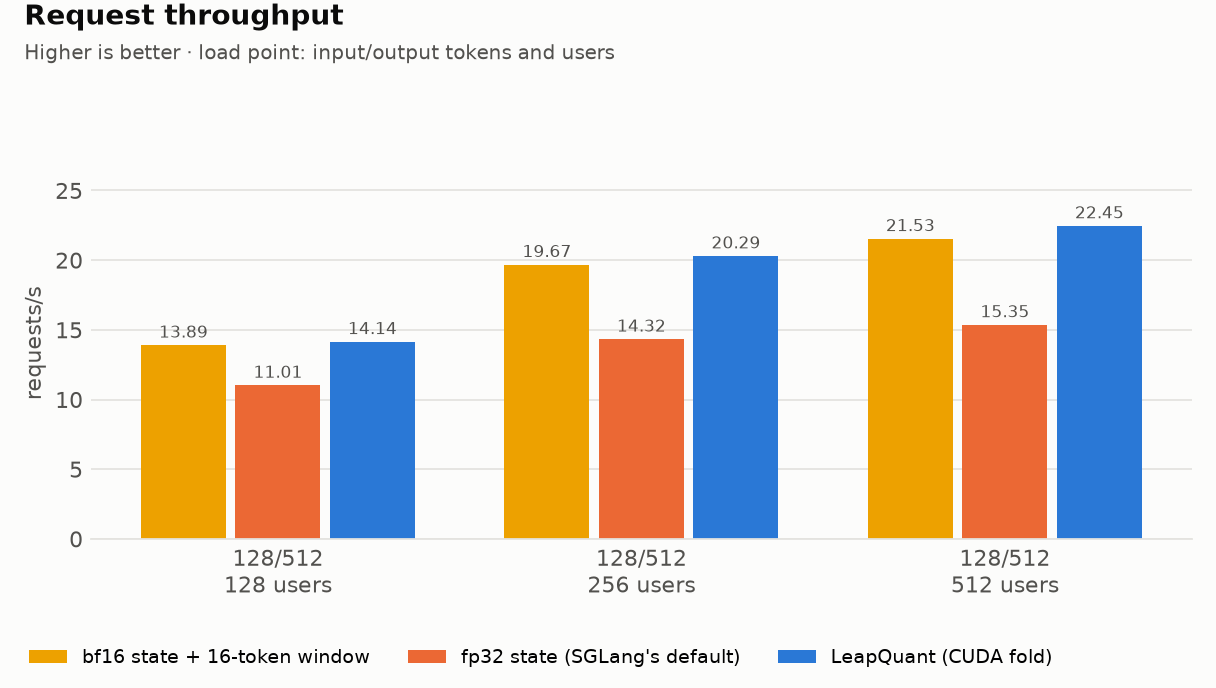 Request throughput
Higher is better · load point: input/output tokens and users
requests/s
25
20
15
10
5
0
13.89
11.01
14.14
19.67
14.32
20.29
21.53
15.35
22.45
128/512
128 users
128/512
256 users
128/512
512 users
bf16 state + 16-token window
fp32 state (SGLang's default)
LeapQuant (CUDA fold)